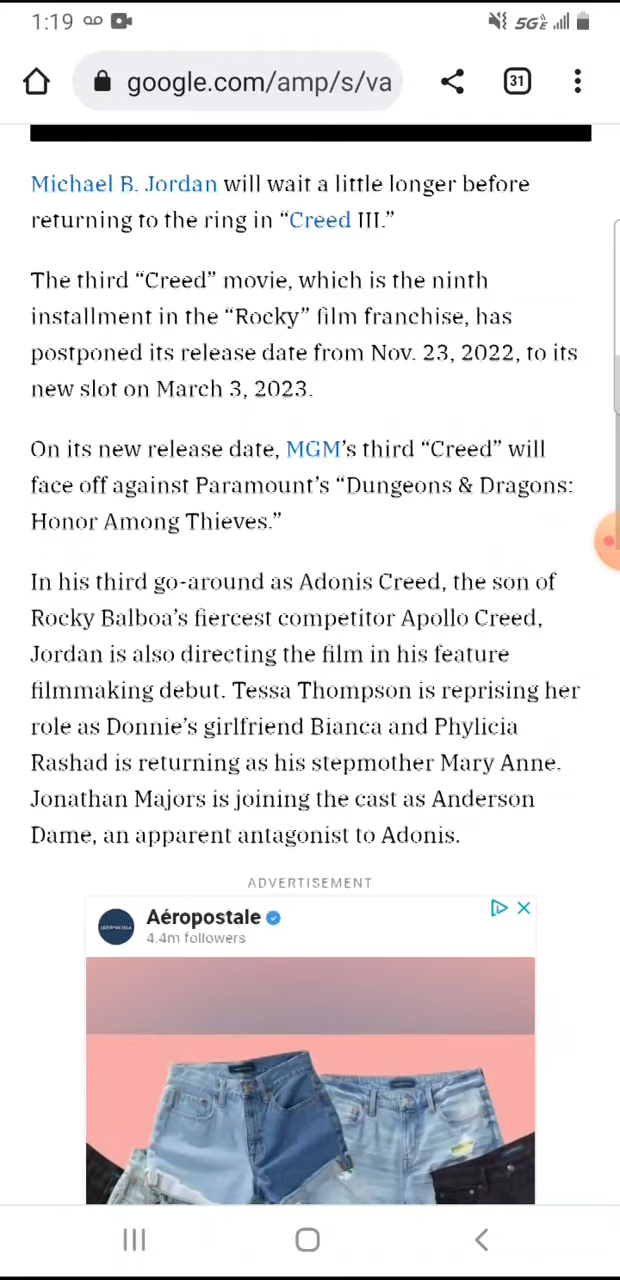 1:19
5GE
google.com/amp/s/va
31
Michael B. Jordan will wait a little longer before
returning to the ring in “Creed III.”
The third “Creed” movie, which is the ninth
installment in the “Rocky” film franchise, has
postponed its release date from Nov. 23, 2022, to its
new slot on March 3, 2023.
On its new release date, MGM’s third “Creed” will
face off against Paramount’s “Dungeons & Dragons:
Honor Among Thieves.”
In his third go-around as Adonis Creed, the son of
Rocky Balboa’s fiercest competitor Apollo Creed,
Jordan is also directing the film in his feature
filmmaking debut. Tessa Thompson is reprising her
role as Donnie’s girlfriend Bianca and Phylicia
Rashad is returning as his stepmother Mary Anne.
Jonathan Majors is joining the cast as Anderson
Dame, an apparent antagonist to Adonis.
ADVERTISEMENT
AÉROPOSTALE
Aéropostale
4.4m followers